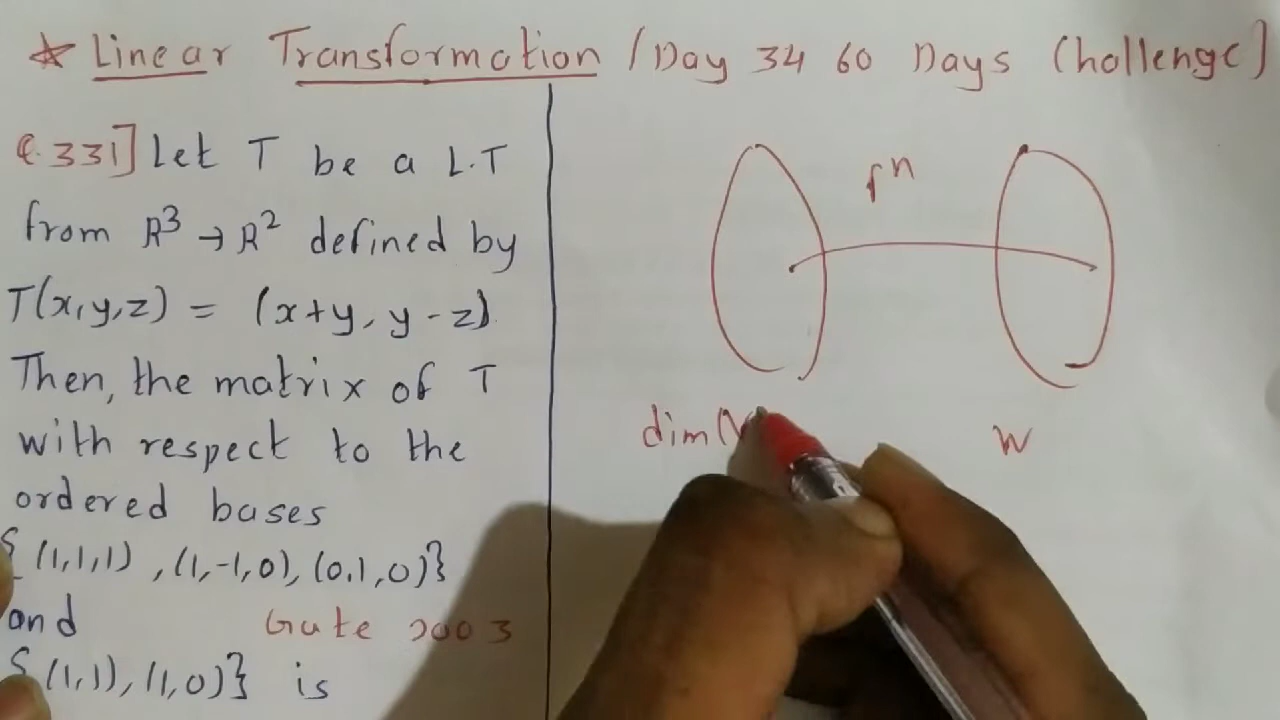 * Linear Transformation / Day 34 60 Days Challenge)
Q.331] Let T be a L.T
from R³ → R² defined by
T(x,y,z) = (x+y, y-z)
Then, the matrix of T
with respect to the
ordered bases
{(1,1,1), (1,-1,0), (0,1,0)}
and Gate 2003
{(1,1), (1,0)} is
dim(V
W